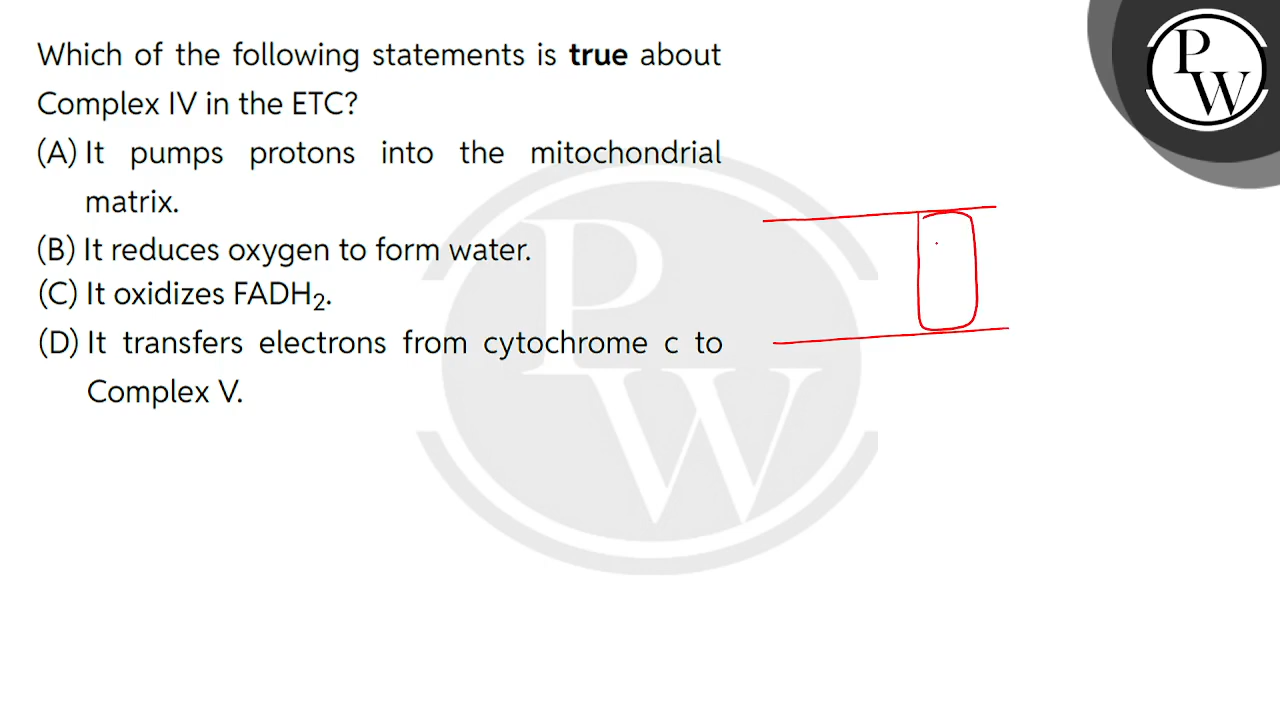 Which of the following statements is true about
Complex IV in the ETC?
(A) It pumps protons into the mitochondrial
matrix.
(B) It reduces oxygen to form water.
(C) It oxidizes FADH₂.
(D) It transfers electrons from cytochrome c to
Complex V.
PW
PW